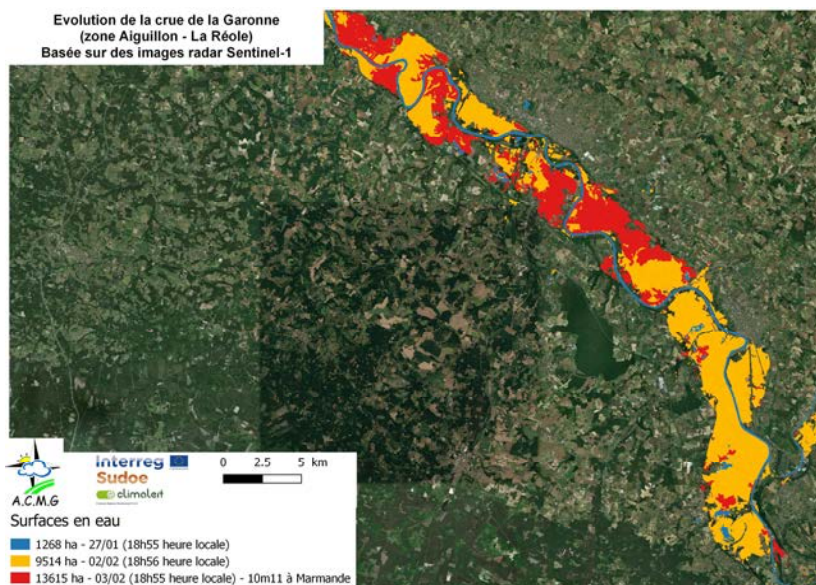 Evolution de la crue de la Garonne
(zone Aiguillon - La Réole)
Basée sur des images radar Sentinel-1
Interreg
Sudoe
climalert
A.C.M.G
0 2.5 5 km
Surfaces en eau
1268 ha - 27/01 (18h55 heure locale)
9514 ha - 02/02 (18h56 heure locale)
13615 ha - 03/02 (18h55 heure locale) - 10m11 à Marmande